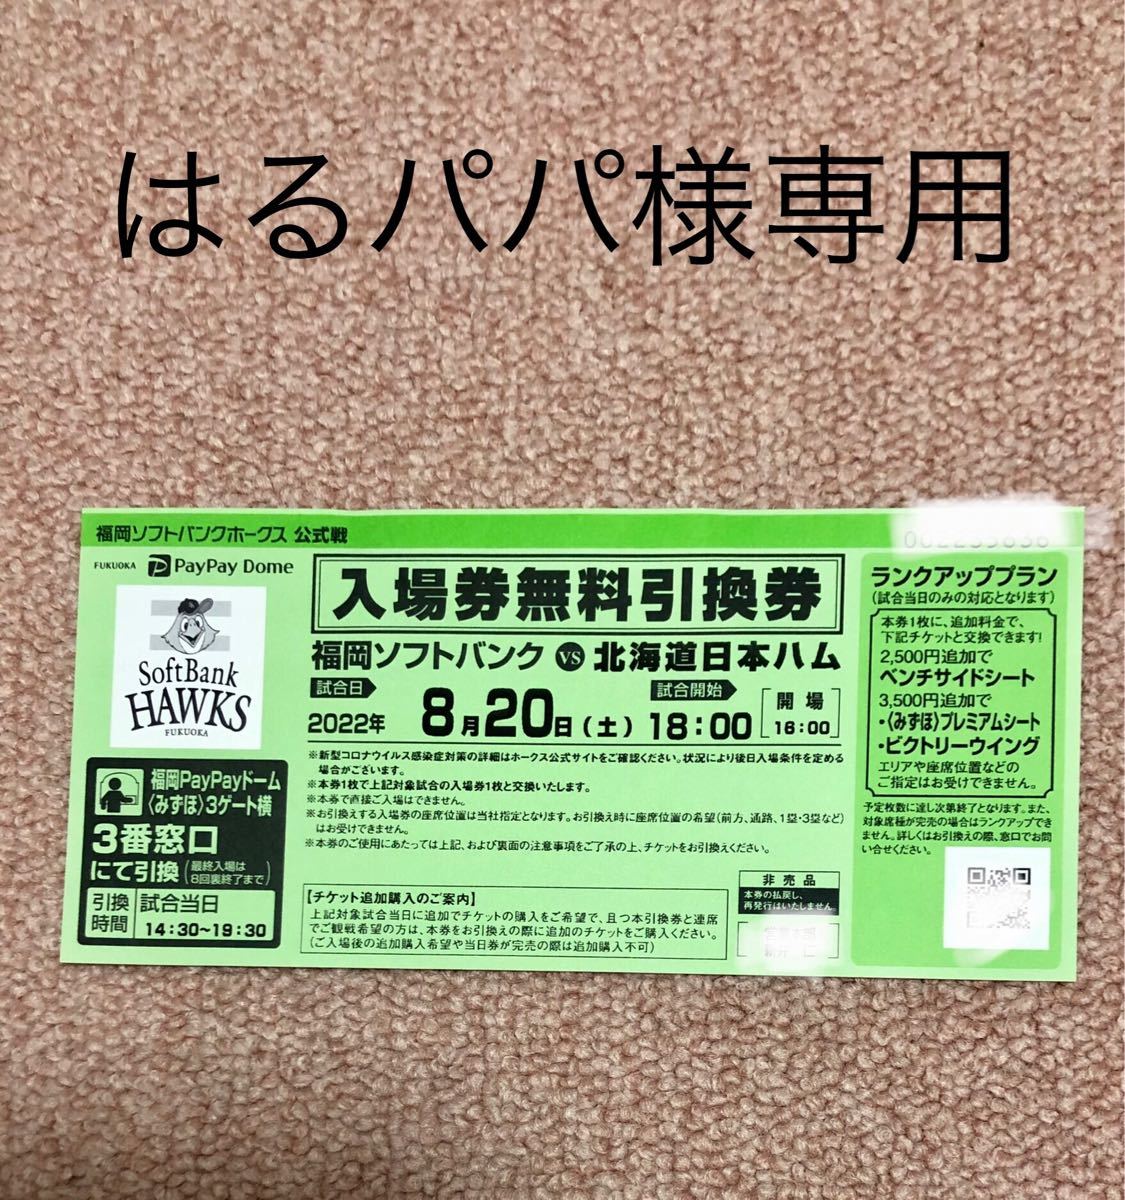 はるパパ様専用
福岡ソフトバンクホークス 公式戦
FUKUOKA PayPay Dome
SoftBank
HAWKS
FUKUOKA
入場券無料引換券
福岡ソフトバンク VS 北海道日本ハム
試合日
試合開始
2022年 8月20日(土) 18:00
開場
16:00
※新型コロナウイルス感染症対策の詳細はホークス公式サイトをご確認ください。状況により後日入場条件を定める
場合がございます。
※本券1枚で上記対象試合の入場券1枚と交換いたします。
※本券で直接ご入場はできません。
※お引換えする入場券の座席位置は当社指定となります。お引換え時に座席位置の希望(前方、通路、1塁・3塁など)
はお受けできません。
※本券のご使用にあたっては上記、および裏面の注意事項をご了承の上、チケットをお引換えください。
福岡PayPayドーム
〈みずほ〉3ゲート横
3番窓口
にて引換
(最終入場は
8回裏終了まで)
引換
時間
試合当日
14:30~19:30
【チケット追加購入のご案内】
上記対象試合当日に追加でチケットの購入をご希望で、且つ本引換券と連席
でご観戦希望の方は、本券をお引換えの際に追加のチケットをご購入ください。
(ご入場後の追加購入希望や当日券が完売の際は追加購入不可)
非売品
本券の払戻し、
再発行はいたしません
ランクアッププラン
(試合当日のみの対応となります)
本券1枚に、追加料金で、
下記チケットと交換できます!
2,500円追加で
ベンチサイドシート
3,500円追加で
・〈みずほ〉プレミアムシート
・ビクトリーウイング
エリアや座席位置などの
ご指定はお受けできません。
予定枚数に達し次第終了となります。また、
対象席種が完売の場合はランクアップでき
ません。詳しくはお引換えの際、窓口でお問
い合せください。